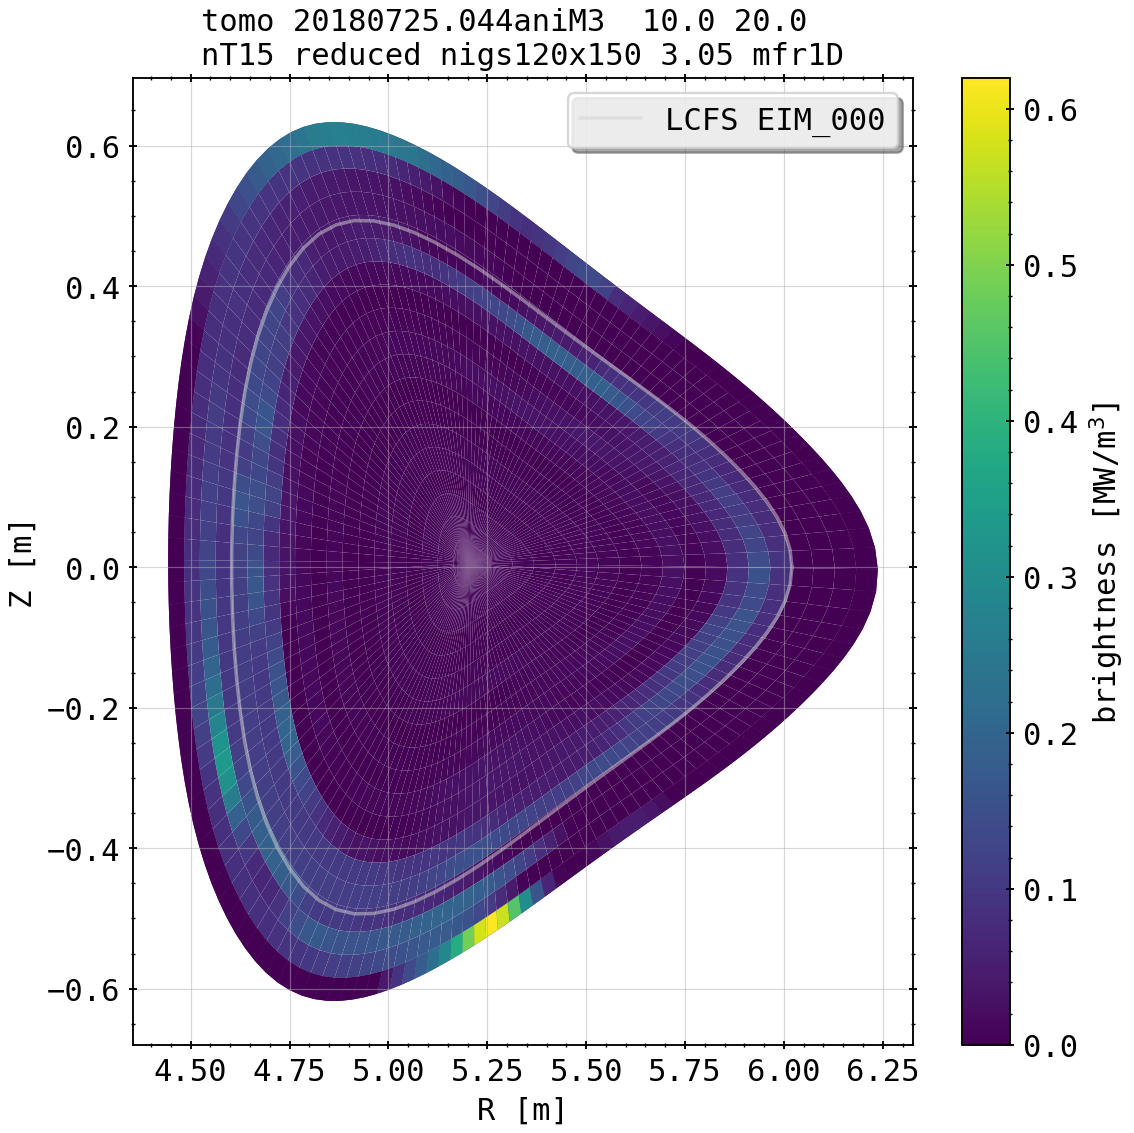 tomo 20180725.044aniM3  10.0 20.0
nT15 reduced nigs120x150 3.05 mfr1D
LCFS EIM_000
0.6
0.4
0.2
0.0
−0.2
−0.4
−0.6
Z [m]
4.50 4.75 5.00 5.25 5.50 5.75 6.00 6.25
R [m]
0.6
0.5
0.4
0.3
0.2
0.1
0.0
brightness [MW/m³]